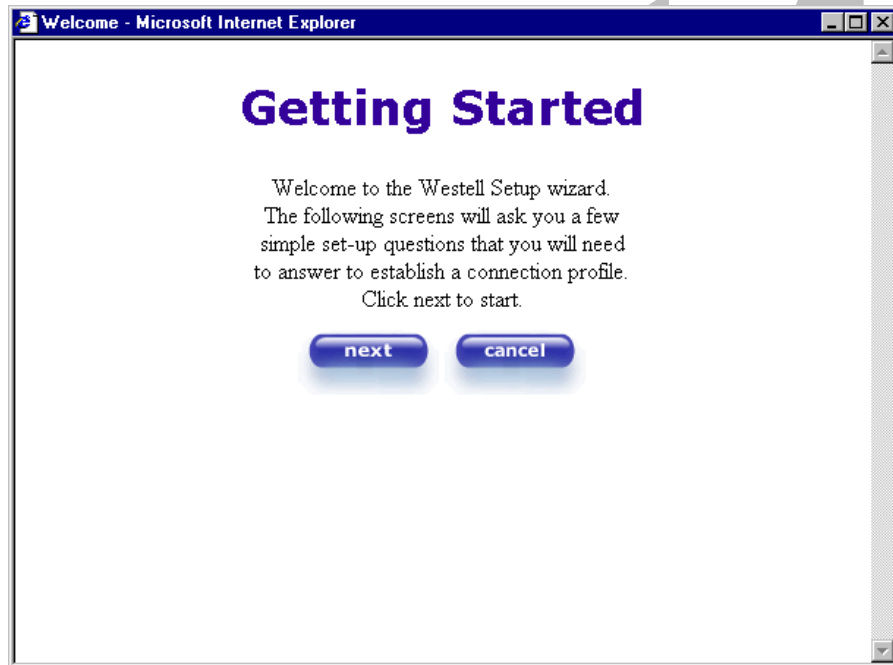 Welcome - Microsoft Internet Explorer
Getting Started
Welcome to the Westell Setup wizard.
The following screens will ask you a few
simple set-up questions that you will need
to answer to establish a connection profile.
Click next to start.
next cancel